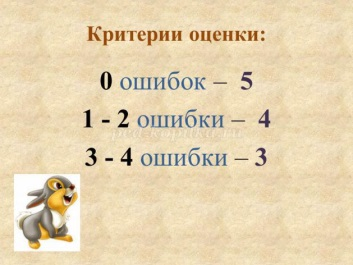 Критерии оценки:
0 ошибок – 5
1 - 2 ошибки – 4
3 - 4 ошибки – 3